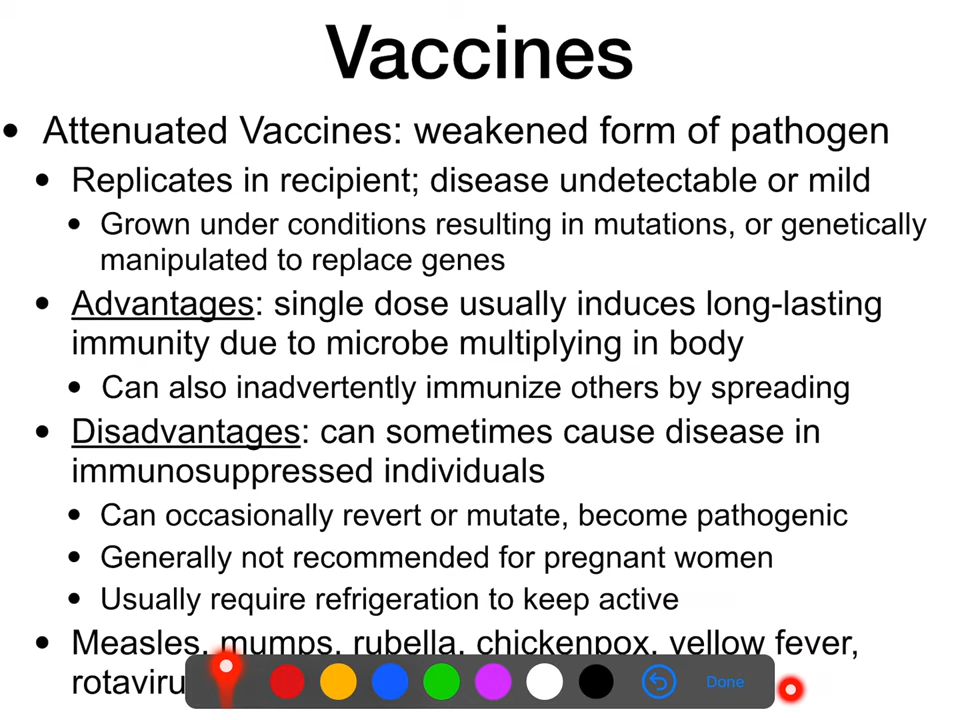 Vaccines
• Attenuated Vaccines: weakened form of pathogen
• Replicates in recipient; disease undetectable or mild
• Grown under conditions resulting in mutations, or genetically
manipulated to replace genes
• Advantages: single dose usually induces long-lasting
immunity due to microbe multiplying in body
• Can also inadvertently immunize others by spreading
• Disadvantages: can sometimes cause disease in
immunosuppressed individuals
• Can occasionally revert or mutate, become pathogenic
• Generally not recommended for pregnant women
• Usually require refrigeration to keep active
• Measles, mumps, rubella, chickenpox, yellow fever,
Done